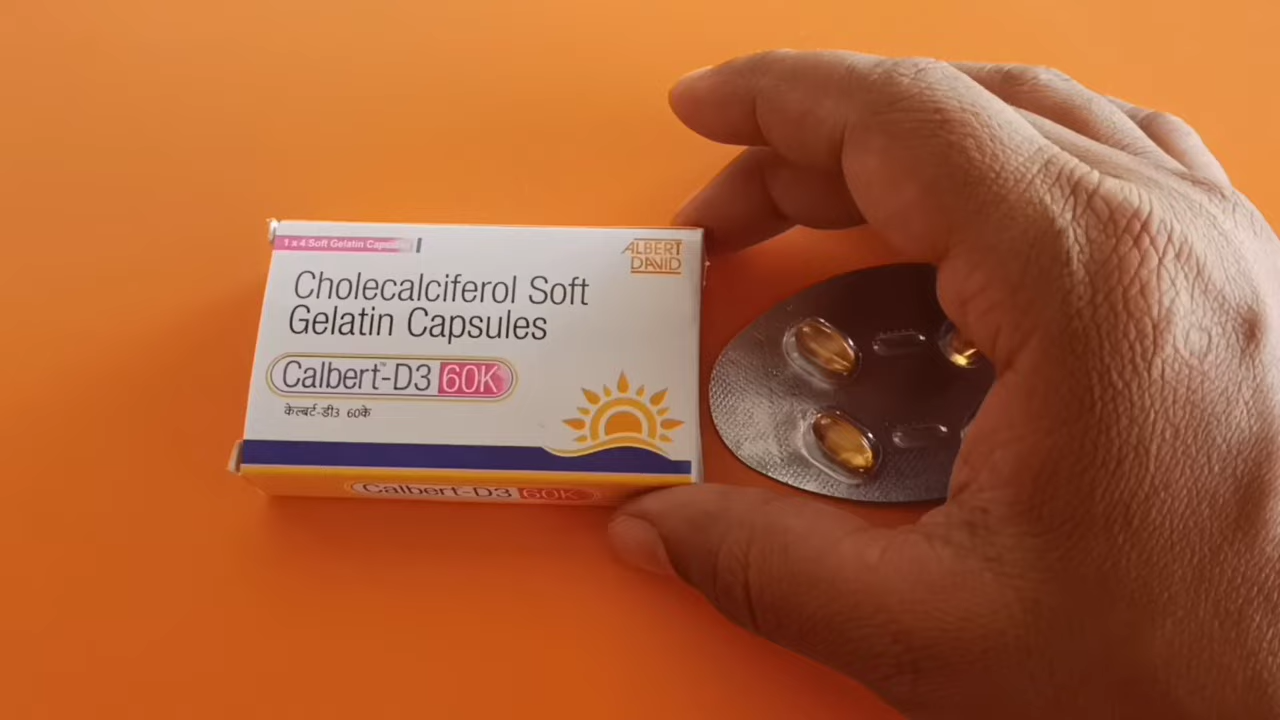 1 x 4 Soft Gelatin Capsules
ALBERT
DAVID
Cholecalciferol Soft
Gelatin Capsules
Calbert™-D3 60K
केल्बर्ट-डी3 60के
Calbert-D3 60K